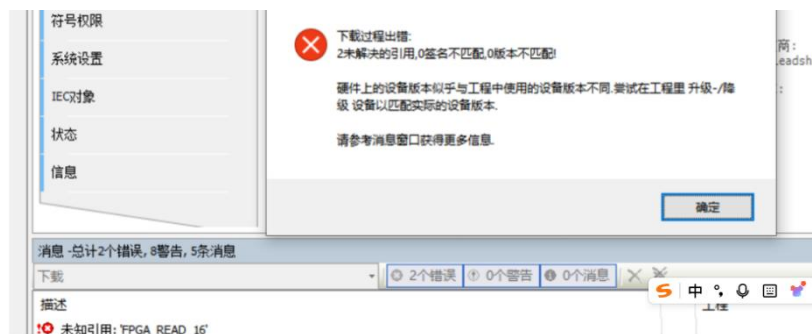 符号权限
系统设置
IEC对象
状态
信息
下载过程出错:
2未解决的引用,0签名不匹配,0版本不匹配!
硬件上的设备版本似乎与工程中使用的设备版本不同.尝试在工程里 升级-/降
级 设备以匹配实际的设备版本.
请参考消息窗口获得更多信息.
确定
商:
eadsh
:
消息 -总计2个错误, 8警告, 5条消息
下载
2个错误
0个警告
0个消息
中
描述
工程
未知引用: 'FPGA_READ_16'